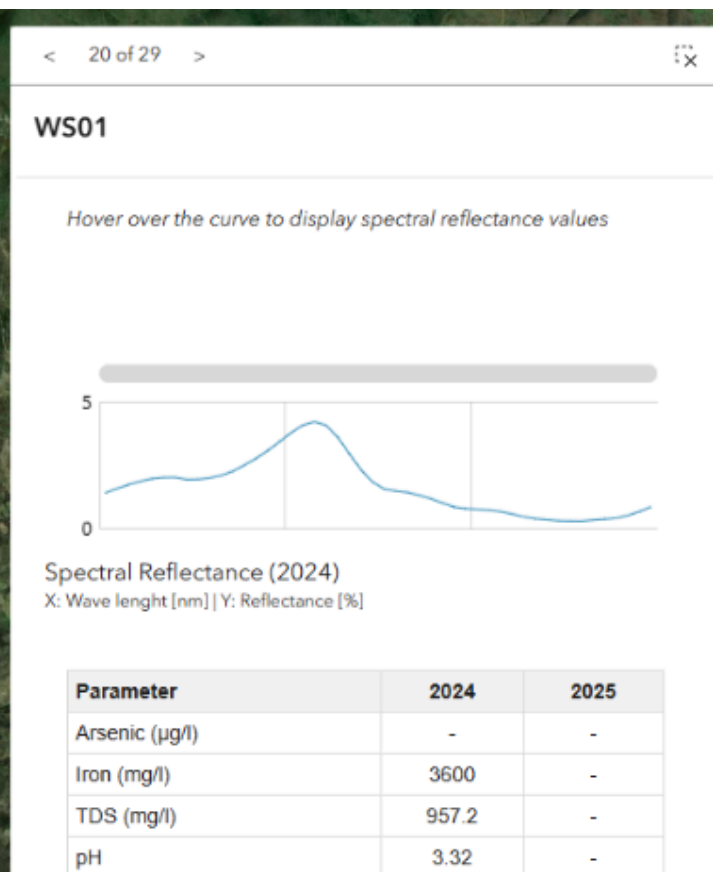 < 20 of 29 >
WS01
Hover over the curve to display spectral reflectance values
5
0
Spectral Reflectance (2024)
X: Wave lenght [nm] | Y: Reflectance [%]
Parameter 2024 2025
Arsenic (µg/l) - -
Iron (mg/l) 3600 -
TDS (mg/l) 957.2 -
pH 3.32 -